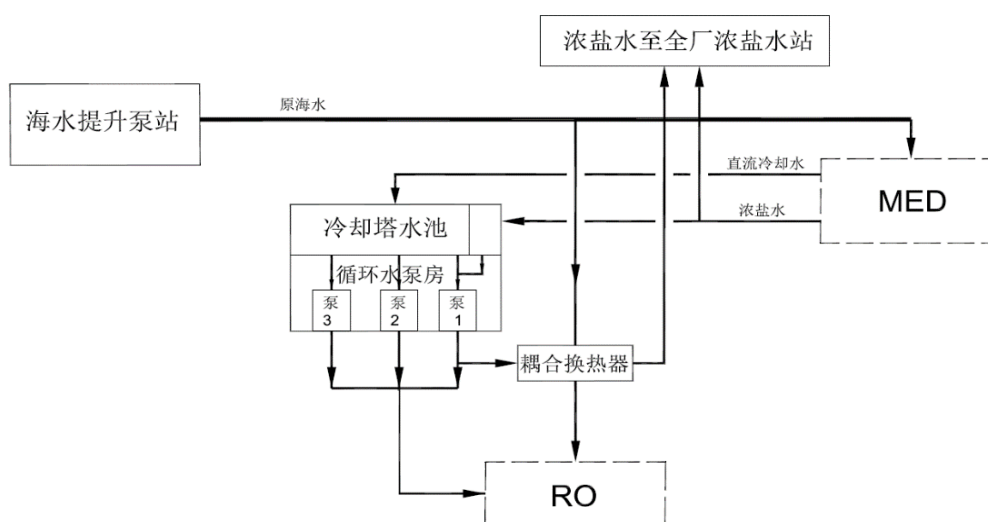 浓盐水至全厂浓盐水站
海水提升泵站
原海水
直流冷却水
MED
浓盐水
冷却塔水池
循环水泵房
泵
3
泵
2
泵
1
耦合换热器
RO